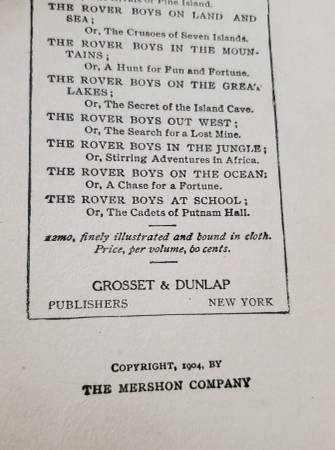 of Pine Island.
THE ROVER BOYS ON LAND AND
SEA;
Or, The Crusoes of Seven Islands.
THE ROVER BOYS IN THE MOUN-
TAINS;
Or, A Hunt for Fun and Fortune.
THE ROVER BOYS ON THE GREAT
LAKES;
Or, The Secret of the Island Cave.
THE ROVER BOYS OUT WEST;
Or, The Search for a Lost Mine.
THE ROVER BOYS IN THE JUNGLE;
Or, Stirring Adventures in Africa.
THE ROVER BOYS ON THE OCEAN;
Or, A Chase for a Fortune.
THE ROVER BOYS AT SCHOOL;
Or, The Cadets of Putnam Hall.
12mo, finely illustrated and bound in cloth.
Price, per volume, 60 cents.
GROSSET & DUNLAP
PUBLISHERS NEW YORK
COPYRIGHT, 1904, BY
THE MERSHON COMPANY